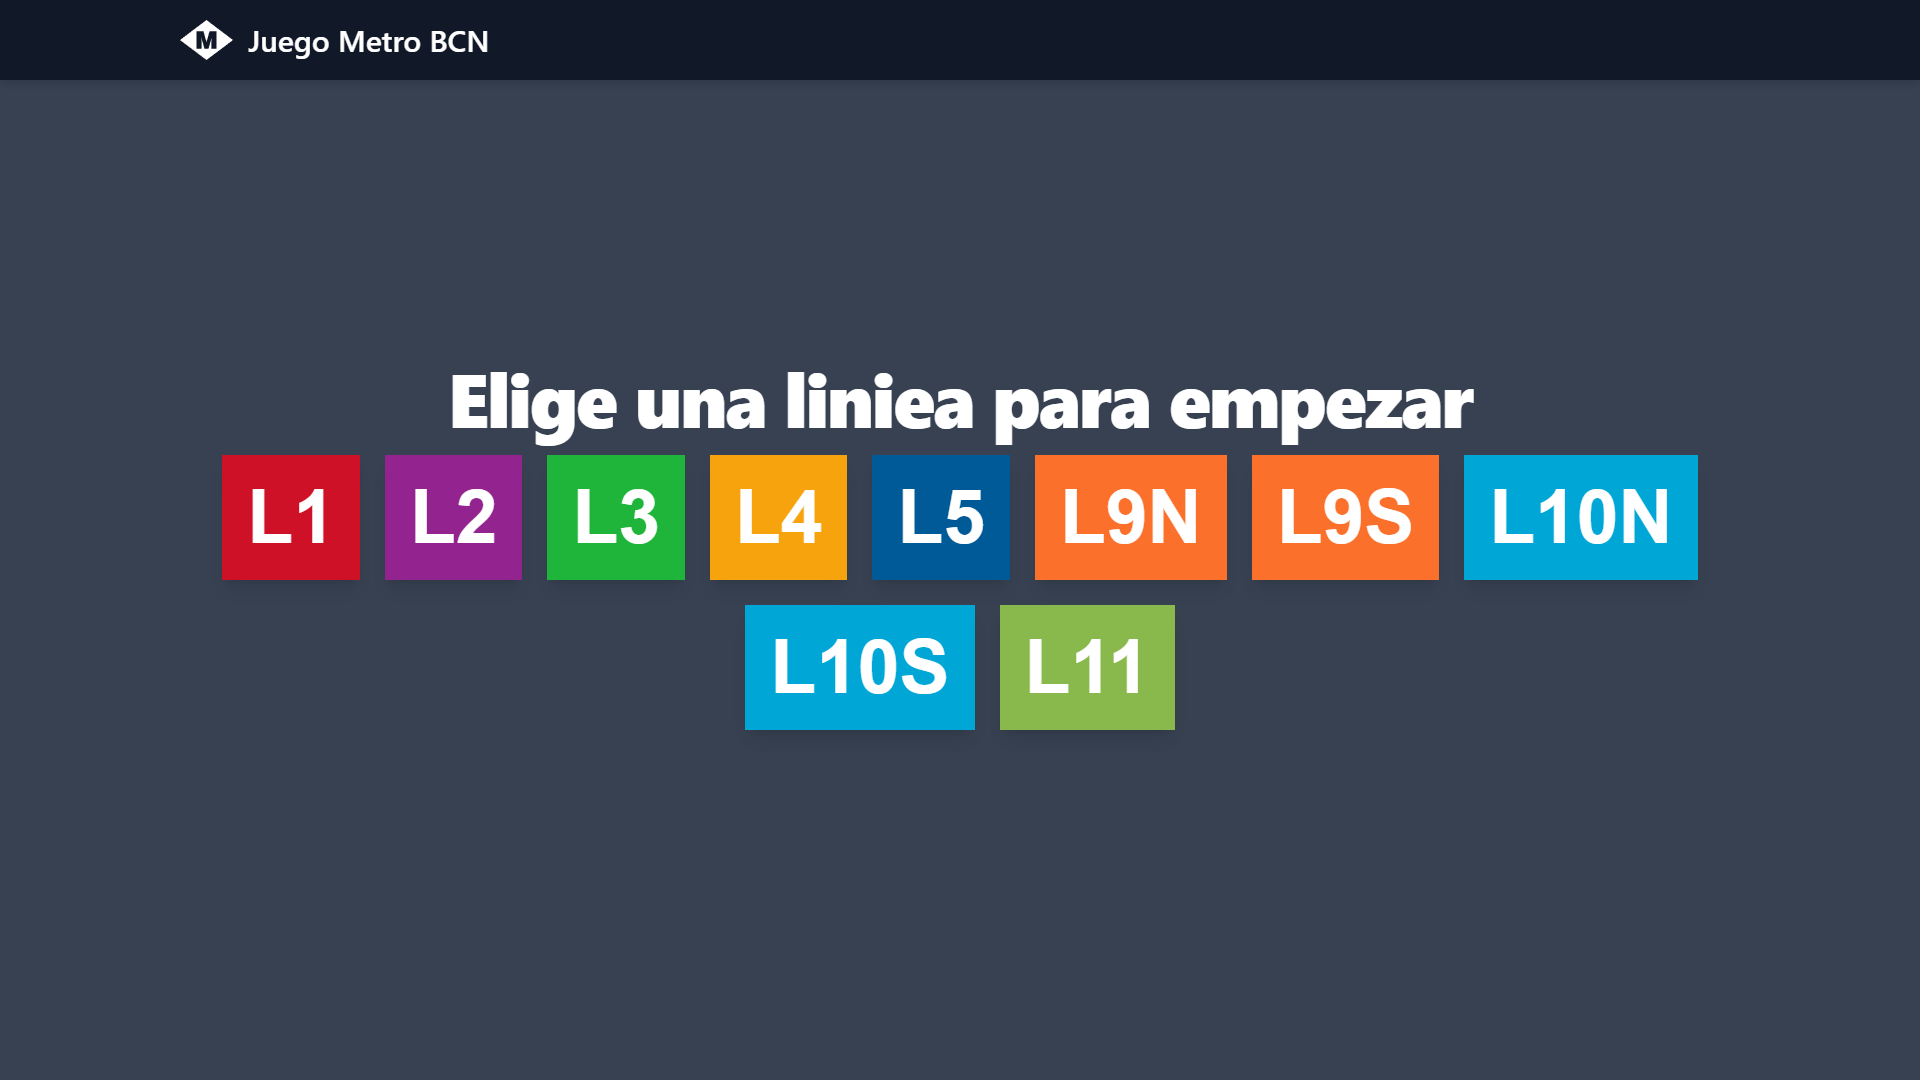 M Juego Metro BCN
Elige una liniea para empezar
L1 L2 L3 L4 L5 L9N L9S L10N
L10S L11